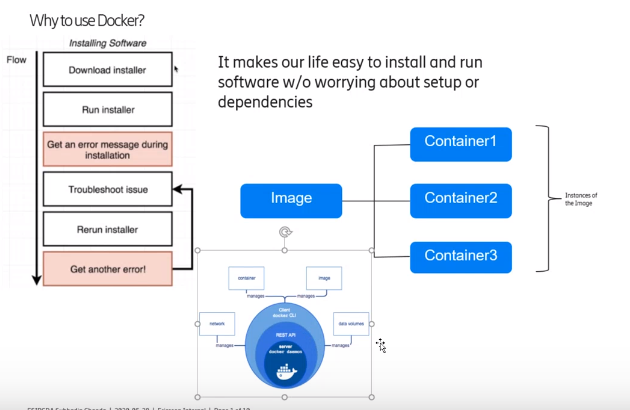 Why to use Docker?
Installing Software
Flow
Download installer
Run installer
Get an error message during
installation
Troubleshoot issue
Rerun installer
Get another error!
It makes our life easy to install and run
software w/o worrying about setup or
dependencies
Image
Container1
Container2
Container3
Instances of
the Image
container
image
manages
manages
Client
docker CLI
network
data volumes
REST API
manages
manages
server
docker daemon